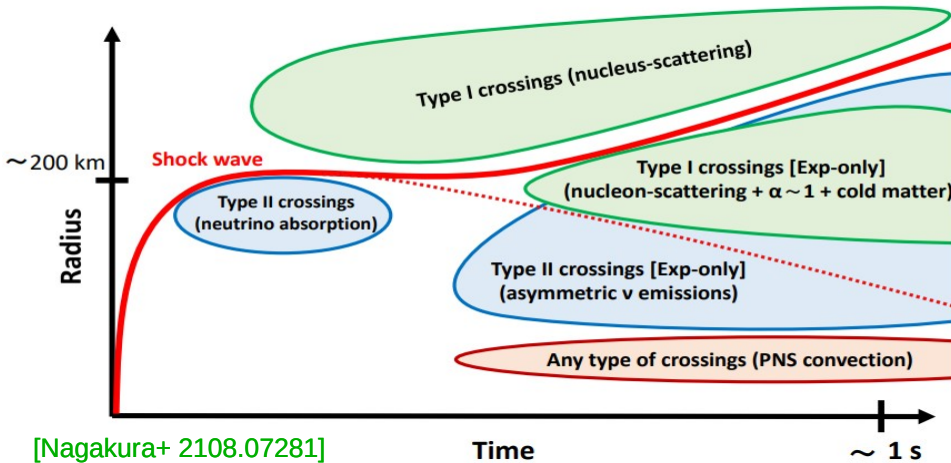 Type I crossings (nucleus-scattering)
~200 km
Shock wave
Type I crossings [Exp-only]
(nucleon-scattering + α~1 + cold matter)
Type II crossings
(neutrino absorption)
Radius
Type II crossings [Exp-only]
(asymmetric ν emissions)
Any type of crossings (PNS convection)
[Nagakura+ 2108.07281]
Time
~ 1 s